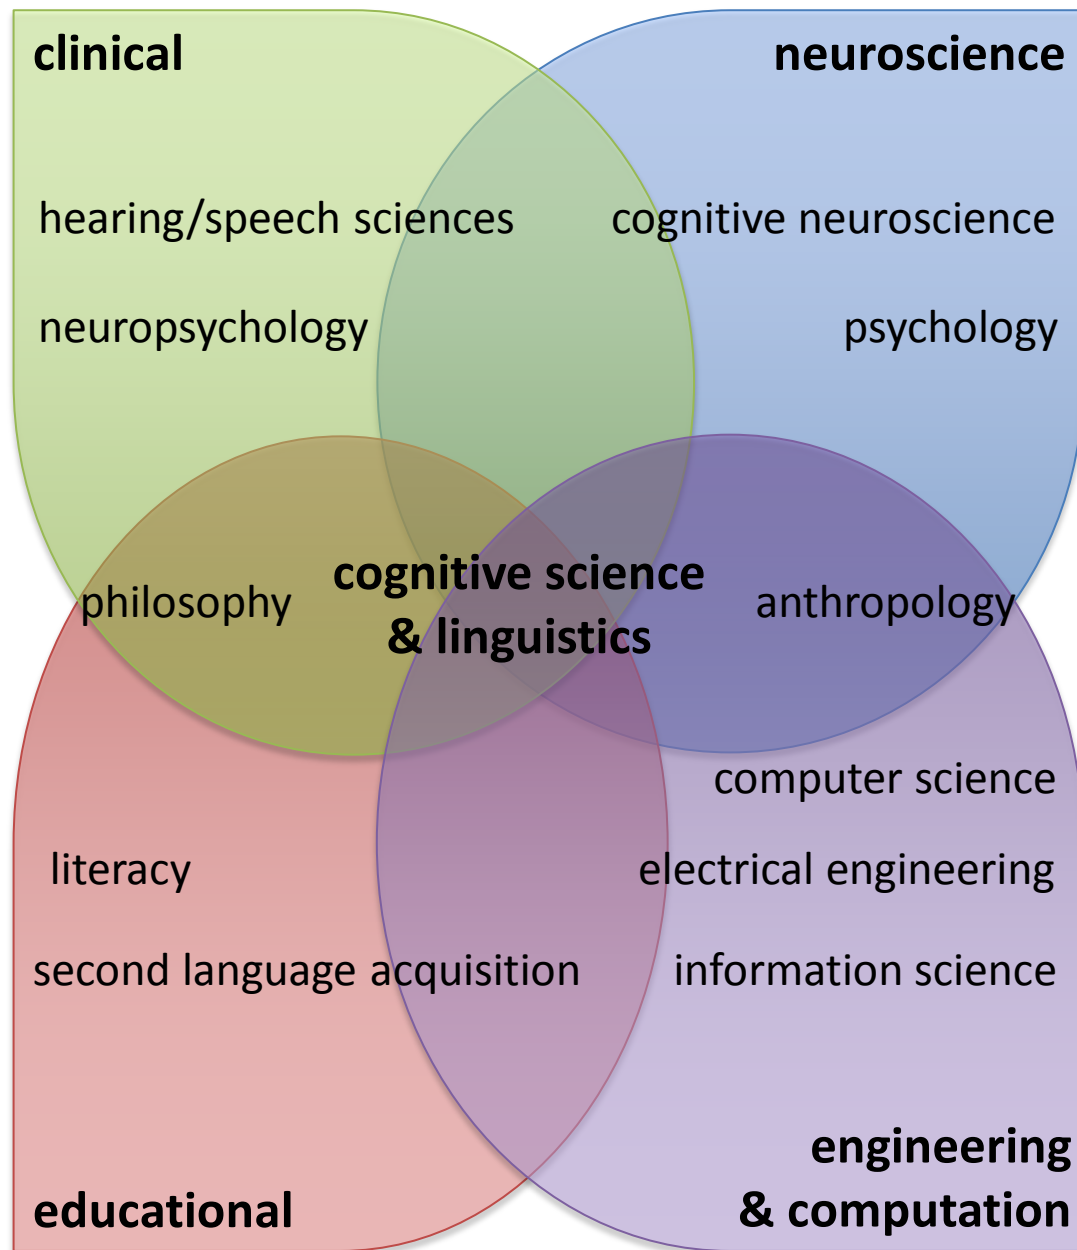 clinical
neuroscience
hearing/speech sciences
cognitive neuroscience
neuropsychology
psychology
cognitive science
& linguistics
philosophy
anthropology
computer science
literacy
electrical engineering
second language acquisition
information science
engineering
& computation
educational